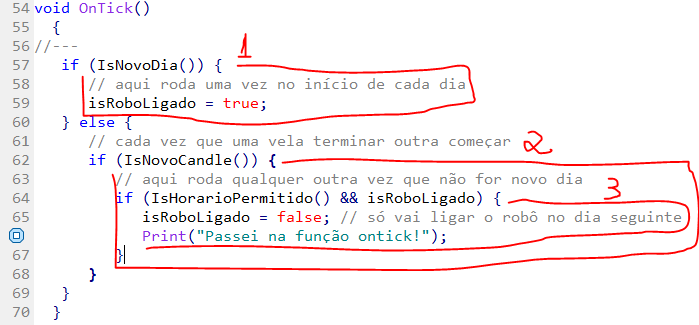 54 void OnTick()
55 {
56 //---
57 if (IsNovoDia()) { 1
58 // aqui roda uma vez no início de cada dia
59 isRoboLigado = true;
60 } else {
61 // cada vez que uma vela terminar outra começar 2
62 if (IsNovoCandle()) {
63 // aqui roda qualquer outra vez que não for novo dia
64 if (IsHorarioPermitido() && isRoboLigado) { 3
65 isRoboLigado = false; // só vai ligar o robô no dia seguinte
Print("Passei na função ontick!");
67 }
68 }
69 }
70 }